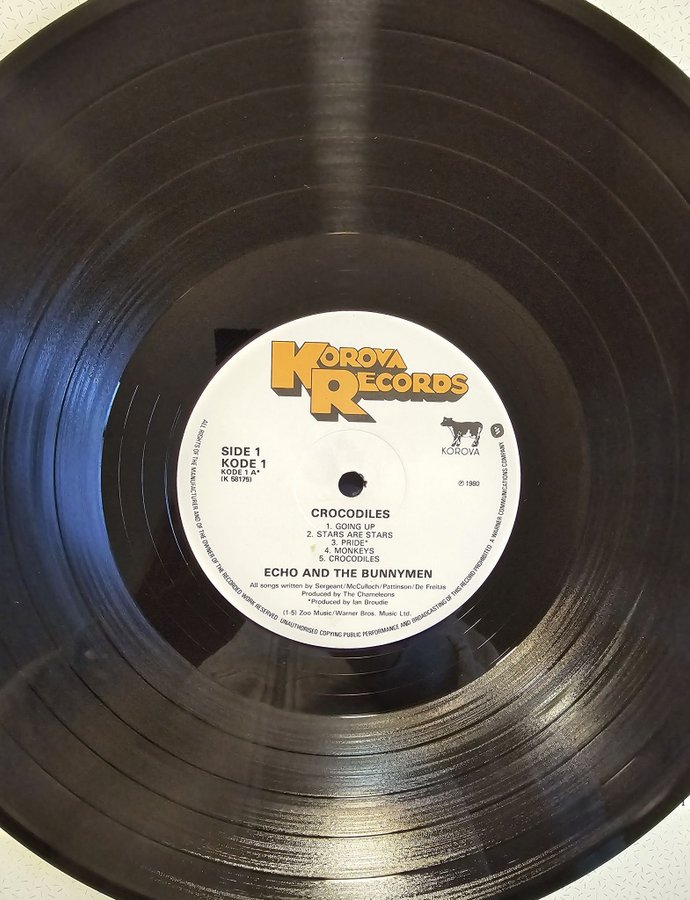 KOROVA
RECORDS
KOROVA
SIDE 1
KODE 1
KODE 1 A*
(K 58175)
℗ 1980
CROCODILES
1. GOING UP
2. STARS ARE STARS
3. PRIDE*
4. MONKEYS
5. CROCODILES
ECHO AND THE BUNNYMEN
All songs written by Sergeant/McCulloch/Pattinson/De Freitas
Produced by The Chameleons
*Produced by Ian Broudie
(1-5) Zoo Music/Warner Bros. Music Ltd.
ALL RIGHTS OF THE MANUFACTURER AND OF THE OWNER OF THE RECORDED WORK RESERVED UNAUTHORISED COPYING PUBLIC PERFORMANCE AND BROADCASTING OF THIS RECORD PROHIBITED A WARNER COMMUNICATIONS COMPANY